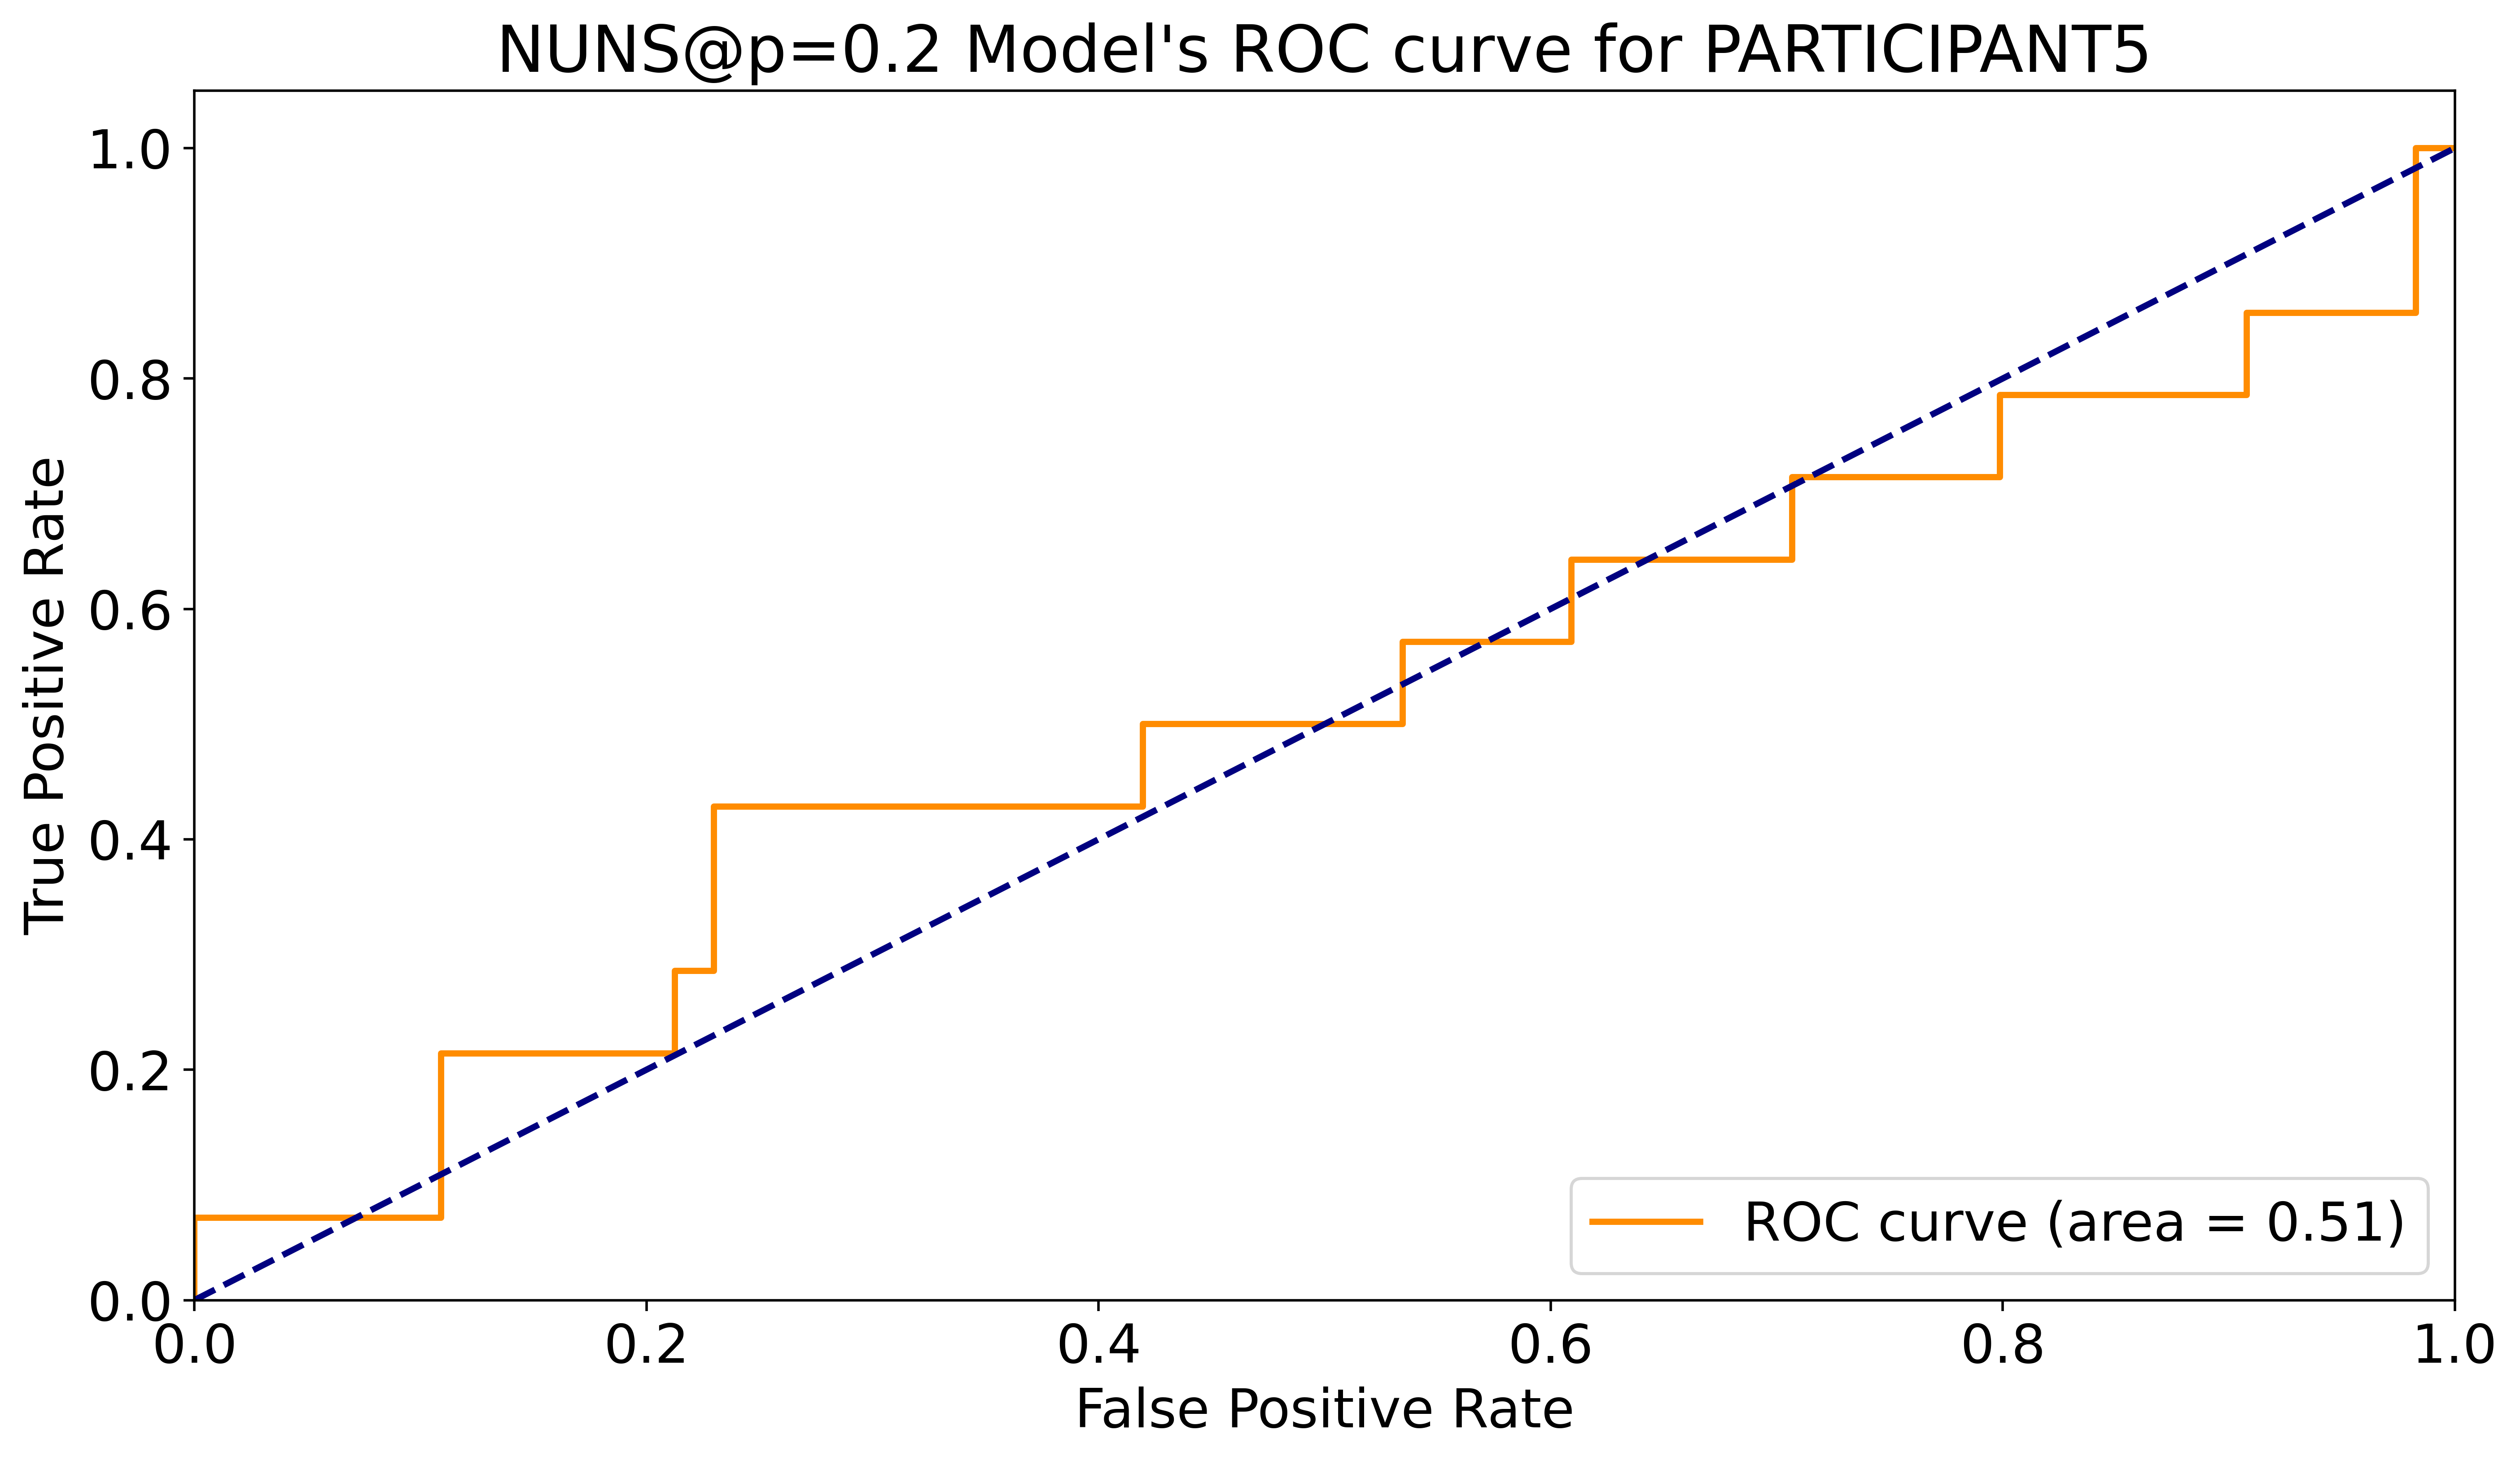 NUNS@p=0.2 Model's ROC curve for PARTICIPANT5
1.0
0.8
0.6
0.4
0.2
0.0
True Positive Rate
ROC curve (area = 0.51)
0.0 0.2 0.4 0.6 0.8 1.0
False Positive Rate